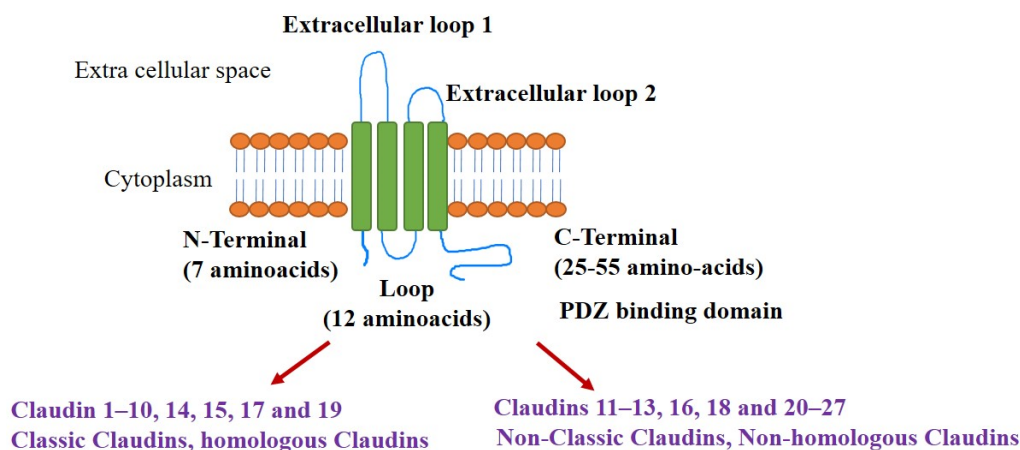 Extracellular loop 1
Extra cellular space
Extracellular loop 2
Cytoplasm
N-Terminal
(7 aminoacids)
C-Terminal
(25-55 amino-acids)
Loop
(12 aminoacids)
PDZ binding domain
Claudin 1–10, 14, 15, 17 and 19
Classic Claudins, homologous Claudins
Claudins 11–13, 16, 18 and 20–27
Non-Classic Claudins, Non-homologous Claudins